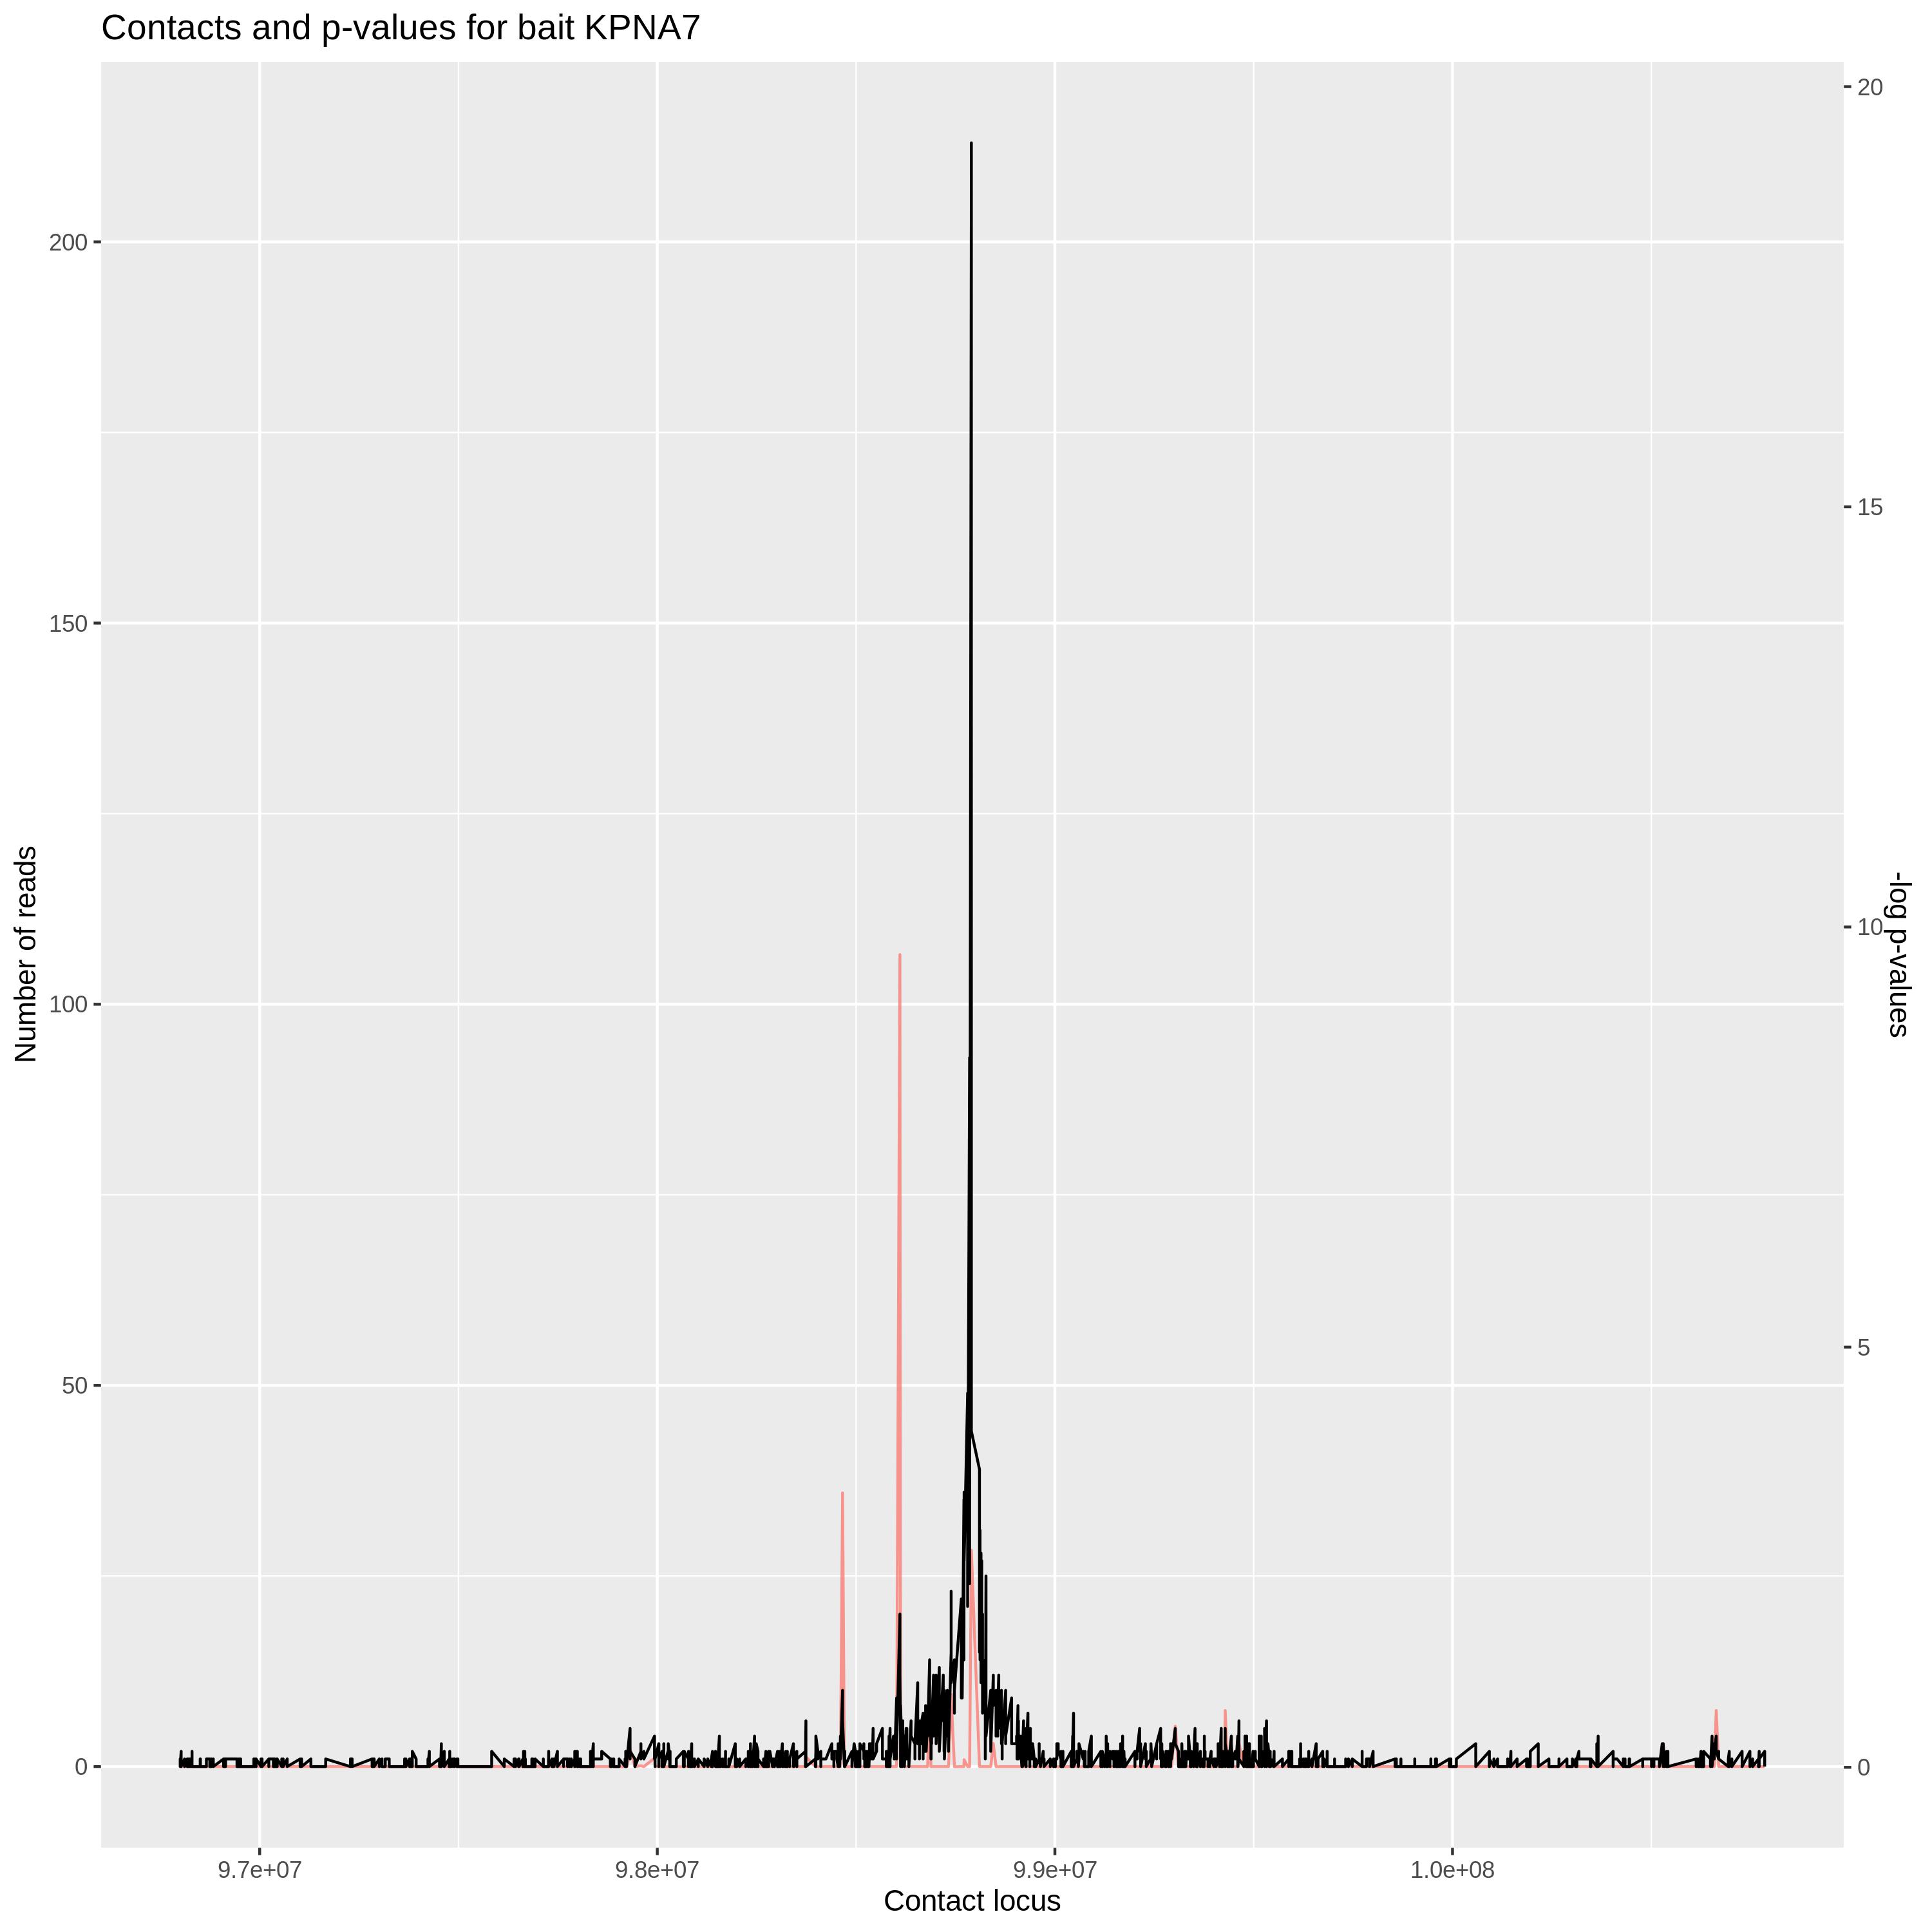 Contacts and p-values for bait KPNA7
Number of reads
200
150
100
50
0
20
15
10
5
0
-log p-values
9.7e+07 9.8e+07 9.9e+07 1.0e+08
Contact locus